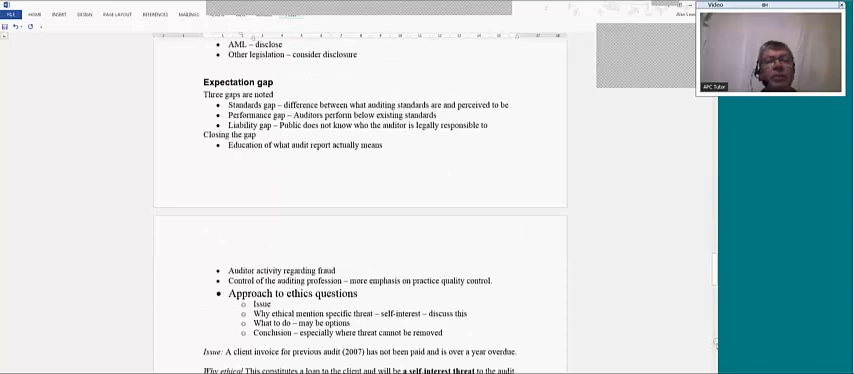 Video
FILE HOME INSERT DESIGN PAGE LAYOUT REFERENCES MAILINGS
• AML – disclose
• Other legislation – consider disclosure
Expectation gap
Three gaps are noted
• Standards gap – difference between what auditing standards are and perceived to be
• Performance gap – Auditors perform below existing standards
• Liability gap – Public does not know who the auditor is legally responsible to
Closing the gap
• Education of what audit report actually means
APC Tutor
• Auditor activity regarding fraud
• Control of the auditing profession – more emphasis on practice quality control.
• Approach to ethics questions
o Issue
o Why ethical mention specific threat – self-interest – discuss this
o What to do – may be options
o Conclusion – especially where threat cannot be removed
Issue: A client invoice for previous audit (2007) has not been paid and is over a year overdue.
Why ethical This constitutes a loan to the client and will be a self-interest threat to the audit